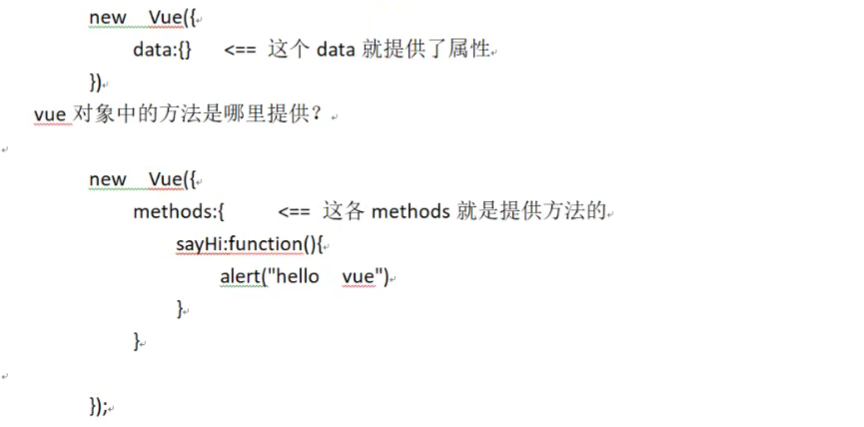 new Vue({
data:{} <== 这个 data 就提供了属性
})
vue 对象中的方法是哪里提供？
new Vue({
methods:{ <== 这各 methods 就是提供方法的
sayHi:function(){
alert("hello vue")
}
}
});